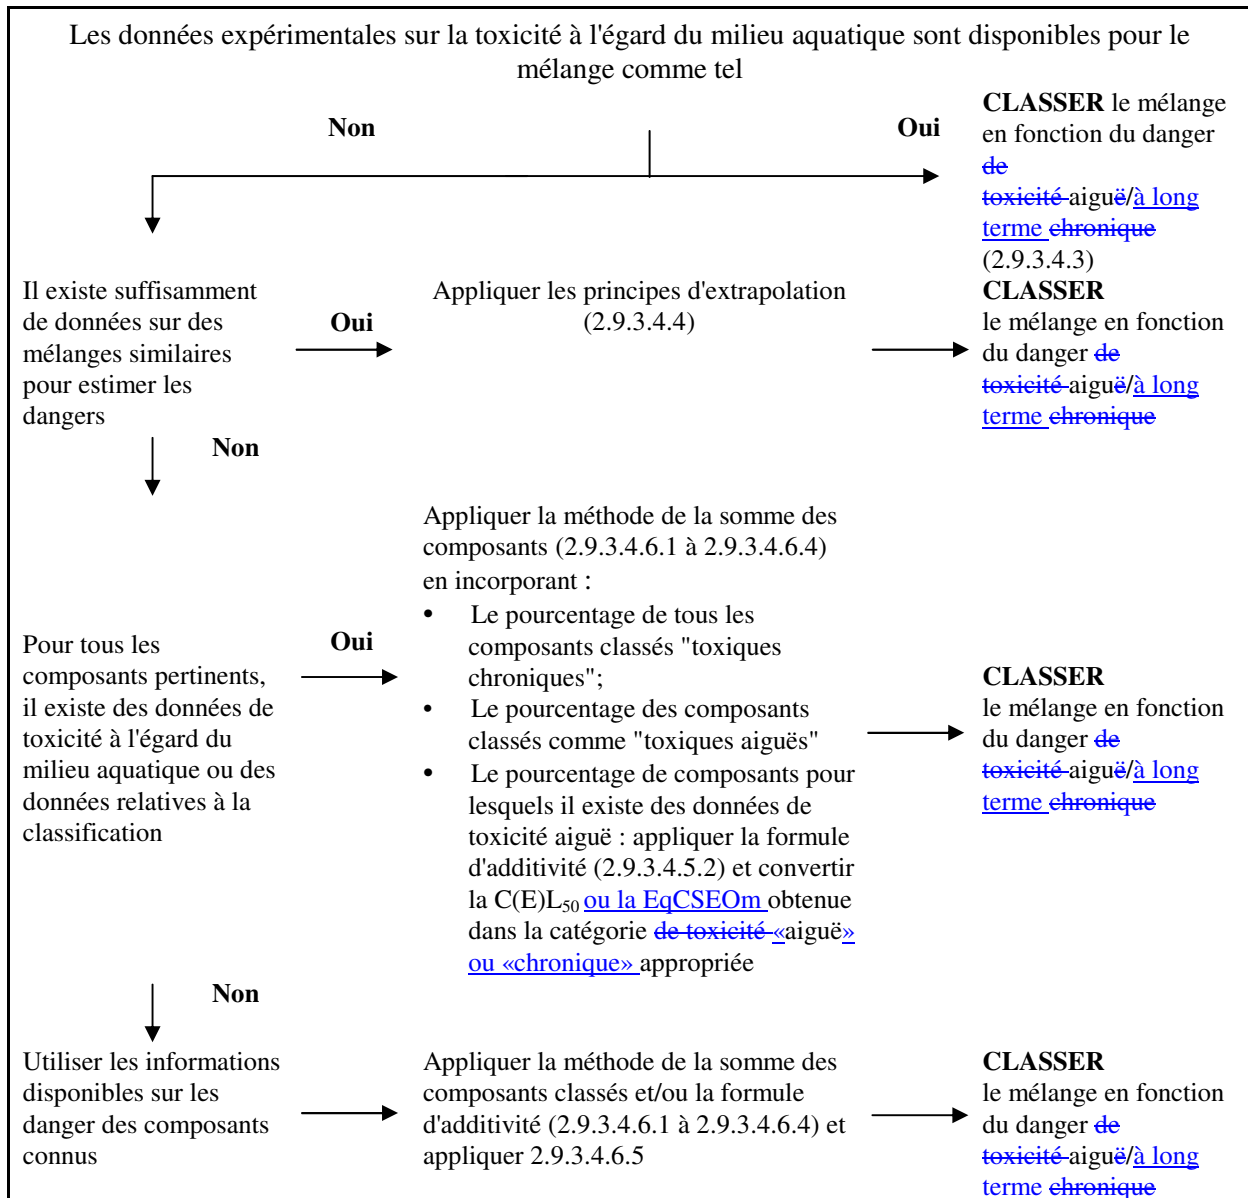 Les données expérimentales sur la toxicité à l'égard du milieu aquatique sont disponibles pour le
mélange comme tel
Non
Oui
CLASSER le mélange
en fonction du danger
de
toxicité aiguë/à long
terme chronique
(2.9.3.4.3)
Il existe suffisamment
de données sur des
mélanges similaires
pour estimer les
dangers
Oui
Appliquer les principes d'extrapolation
(2.9.3.4.4)
CLASSER
le mélange en fonction
du danger de
toxicité aiguë/à long
terme chronique
Non
Pour tous les
composants pertinents,
il existe des données de
toxicité à l'égard du
milieu aquatique ou des
données relatives à la
classification
Oui
Appliquer la méthode de la somme des
composants (2.9.3.4.6.1 à 2.9.3.4.6.4)
en incorporant :
• Le pourcentage de tous les
composants classés "toxiques
chroniques";
• Le pourcentage des composants
classés comme "toxiques aiguës"
• Le pourcentage de composants pour
lesquels il existe des données de
toxicité aiguë : appliquer la formule
d'additivité (2.9.3.4.5.2) et convertir
la C(E)L50 ou la EqCSEOm obtenue
dans la catégorie de toxicité «aiguë»
ou «chronique» appropriée
CLASSER
le mélange en fonction
du danger de
toxicité aiguë/à long
terme chronique
Non
Utiliser les informations
disponibles sur les
danger des composants
connus
Appliquer la méthode de la somme des
composants classés et/ou la formule
d'additivité (2.9.3.4.6.1 à 2.9.3.4.6.4) et
appliquer 2.9.3.4.6.5
CLASSER
le mélange en fonction
du danger de
toxicité aiguë/à long
terme chronique